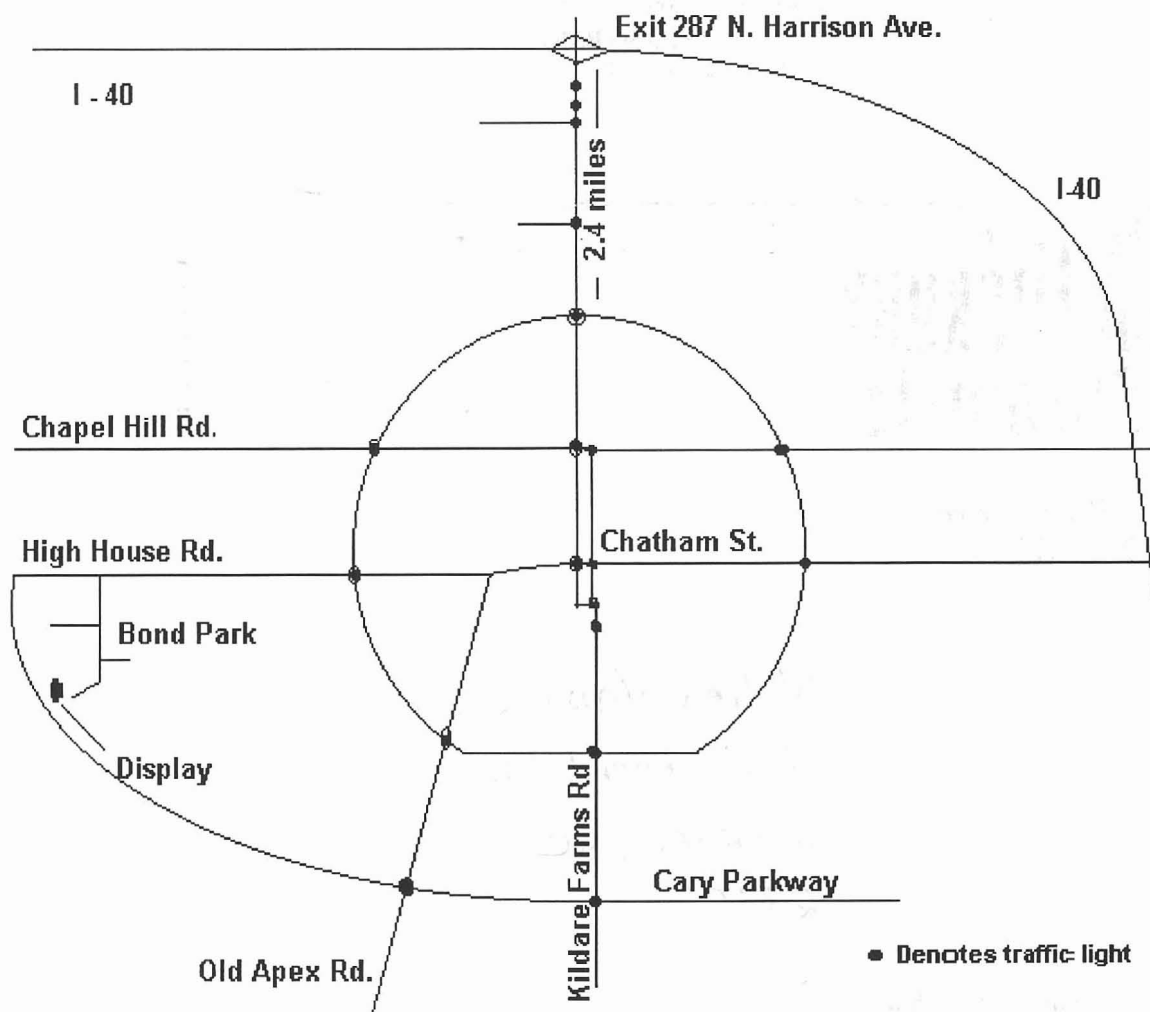 Exit 287 N. Harrison Ave.
I - 40
I-40
— 2.4 miles —
Chapel Hill Rd.
High House Rd.
Chatham St.
Bond Park
Display
Kildare Farms Rd
Cary Parkway
Old Apex Rd.
● Denotes traffic light